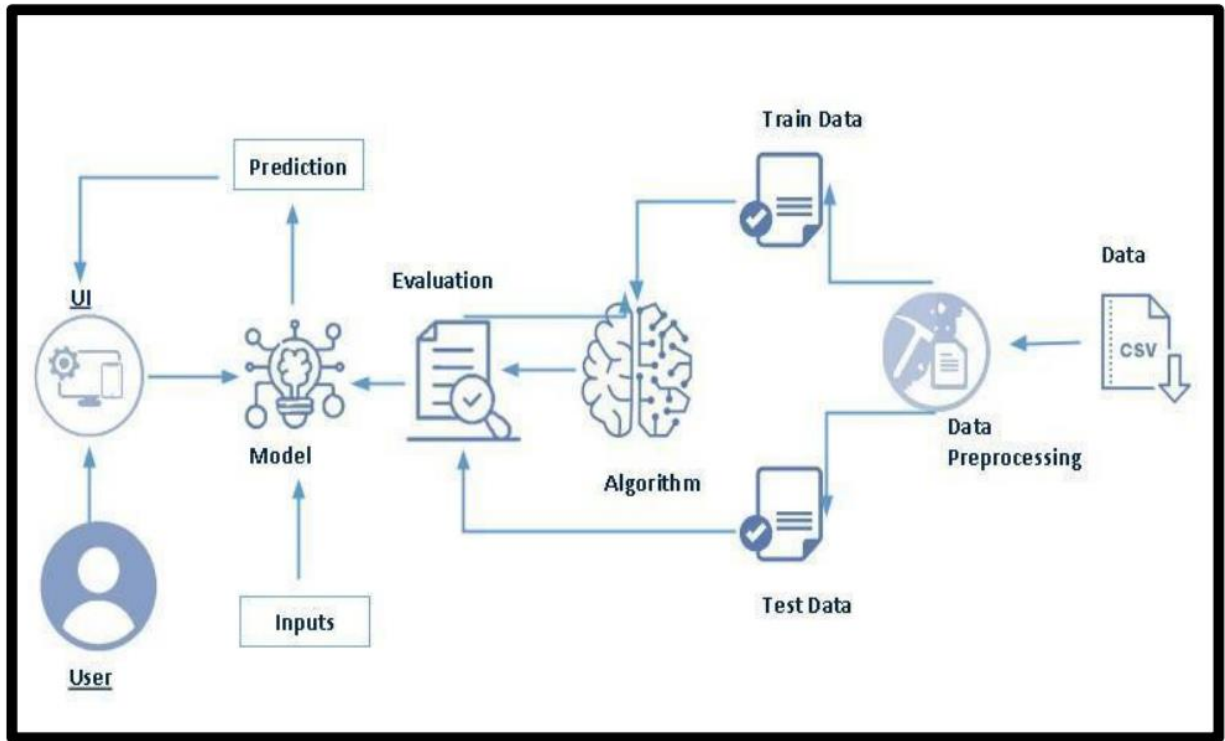 Train Data
Prediction
Data
Evaluation
UI
CSV
Data
Preprocessing
Model
Algorithm
Test Data
Inputs
User